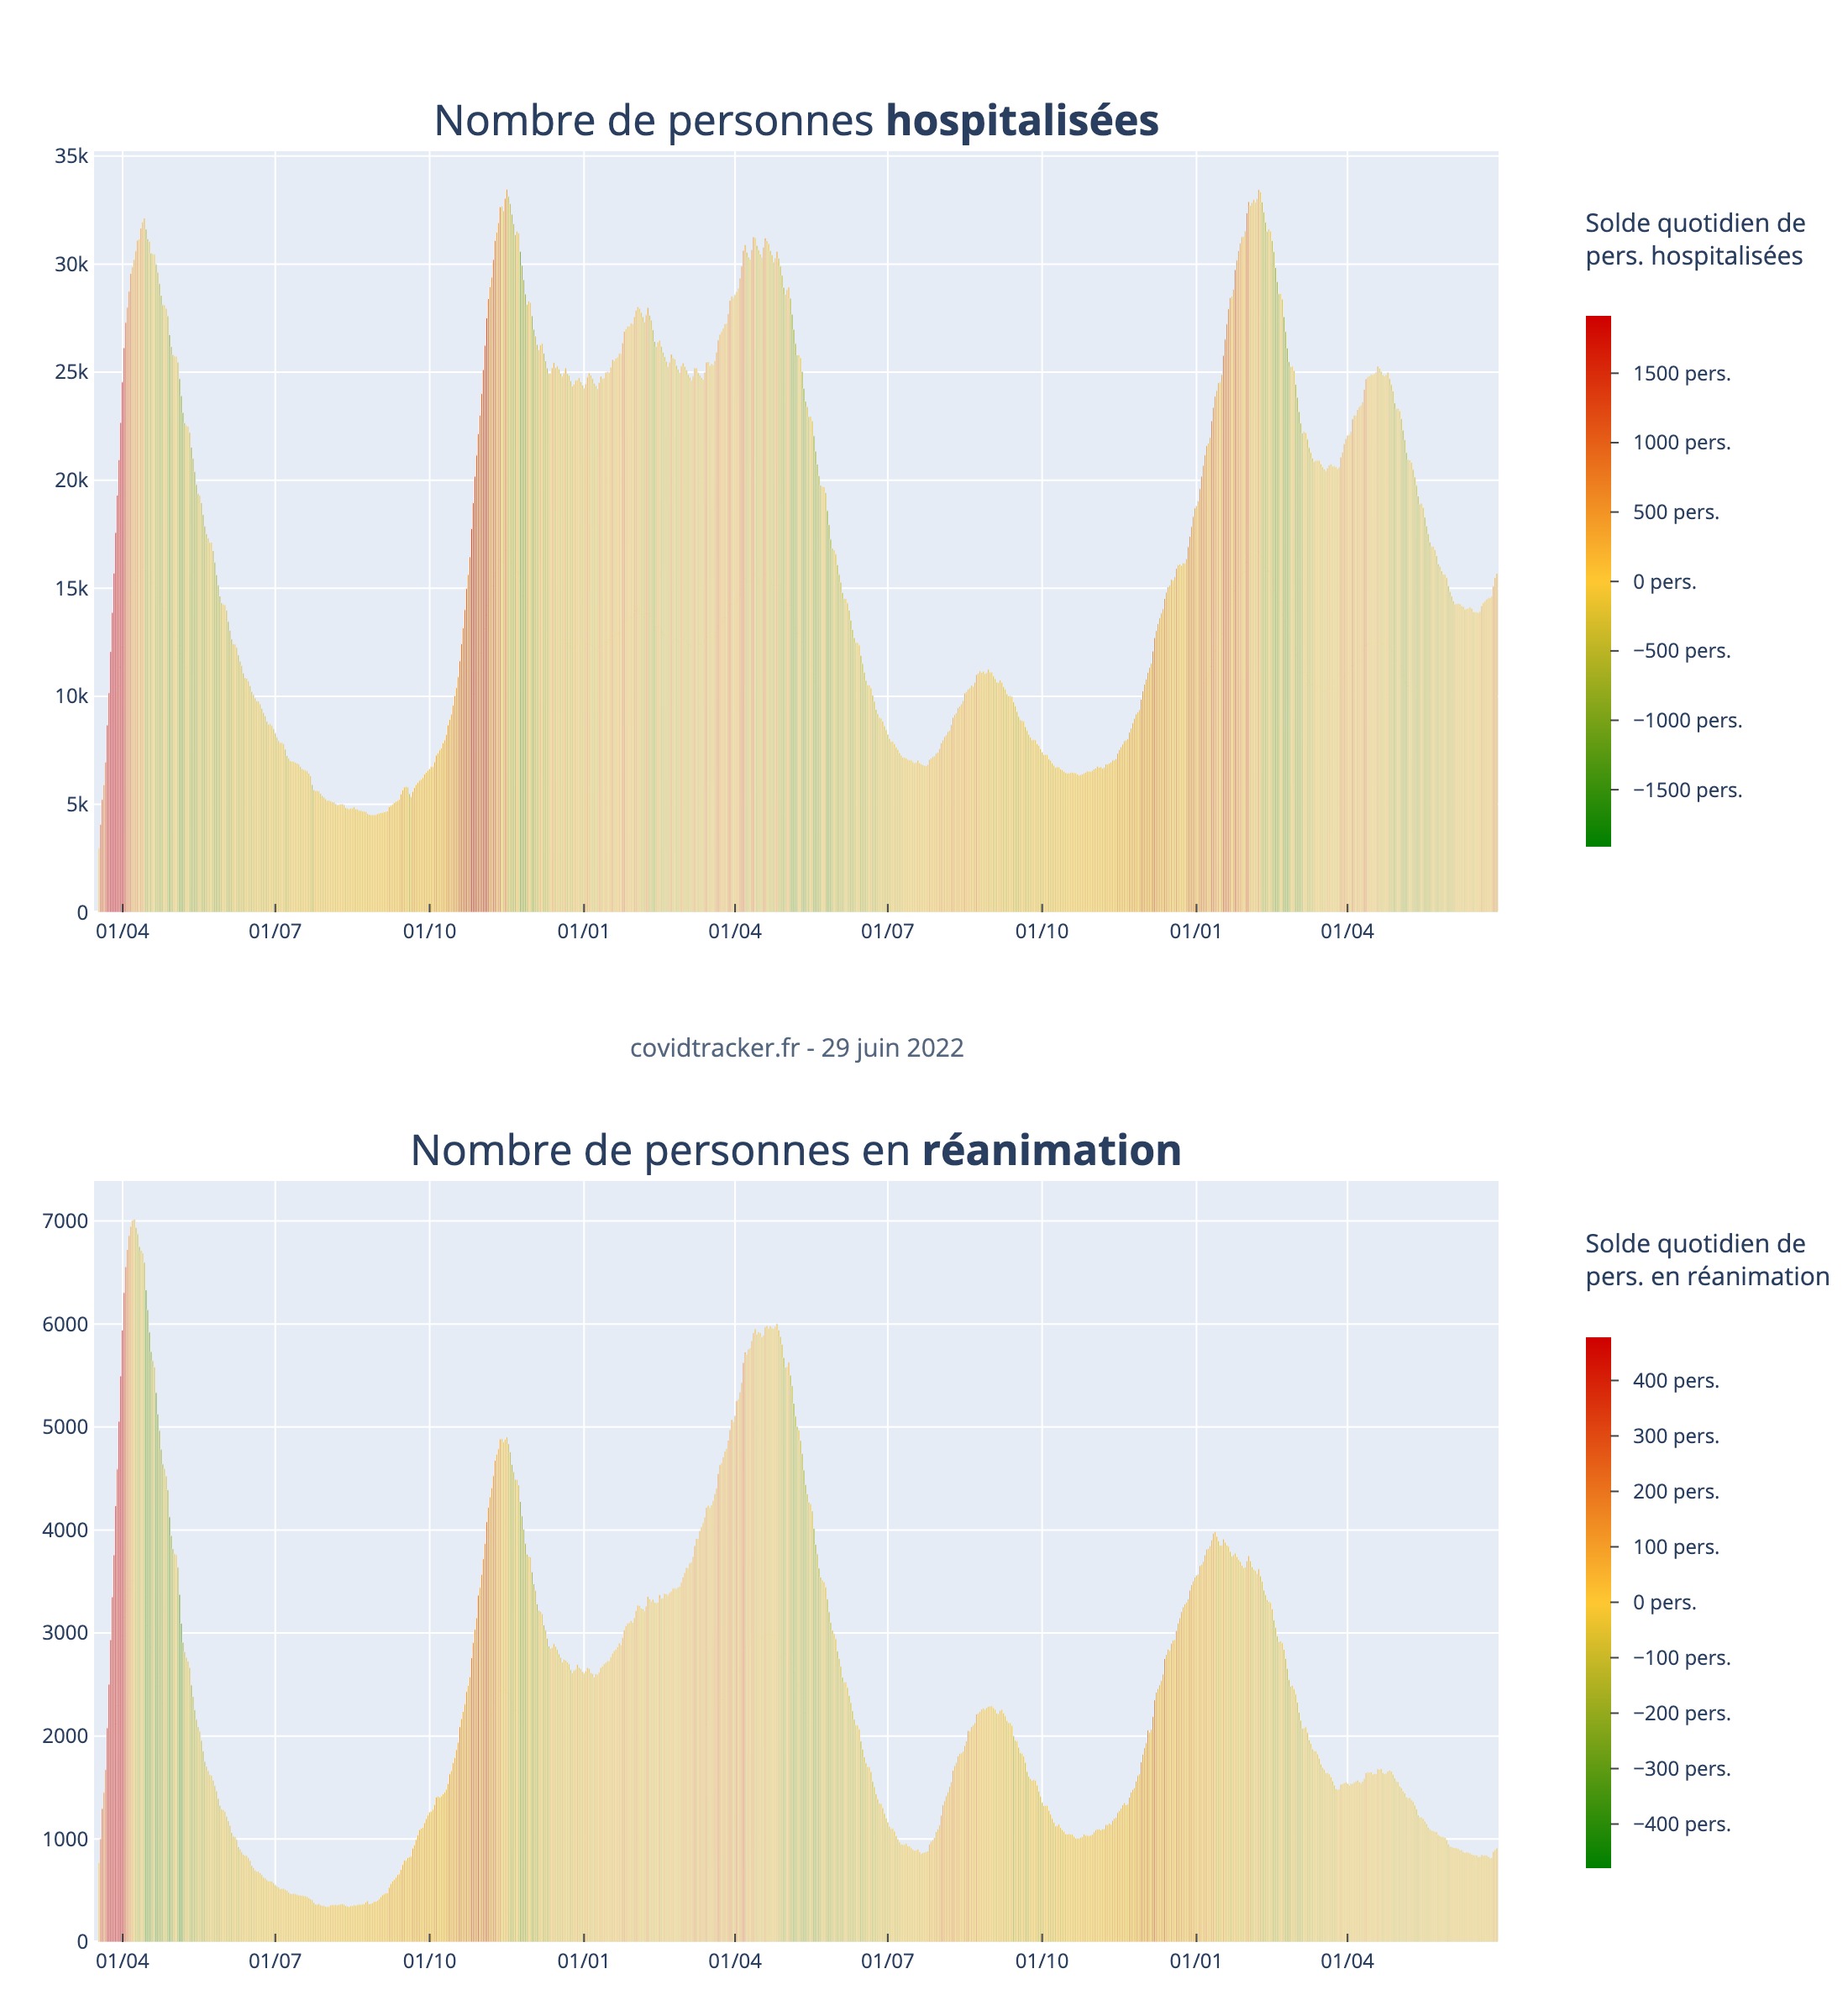 Nombre de personnes hospitalisées
35k
30k
25k
20k
15k
10k
5k
0
01/04 01/07 01/10 01/01 01/04 01/07 01/10 01/01 01/04
Solde quotidien de
pers. hospitalisées
1500 pers.
1000 pers.
500 pers.
0 pers.
−500 pers.
−1000 pers.
−1500 pers.
covidtracker.fr - 29 juin 2022
Nombre de personnes en réanimation
7000
6000
5000
4000
3000
2000
1000
0
01/04 01/07 01/10 01/01 01/04 01/07 01/10 01/01 01/04
Solde quotidien de
pers. en réanimation
400 pers.
300 pers.
200 pers.
100 pers.
0 pers.
−100 pers.
−200 pers.
−300 pers.
−400 pers.